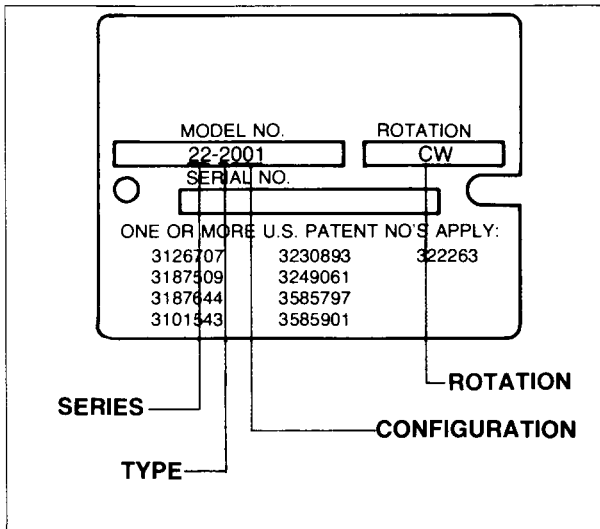 MODEL NO. ROTATION
22-2001 CW
SERIAL NO.
ONE OR MORE U.S. PATENT NO'S APPLY:
3126707 3230893 322263
3187509 3249061
3187644 3585797
3101543 3585901
ROTATION
SERIES
CONFIGURATION
TYPE